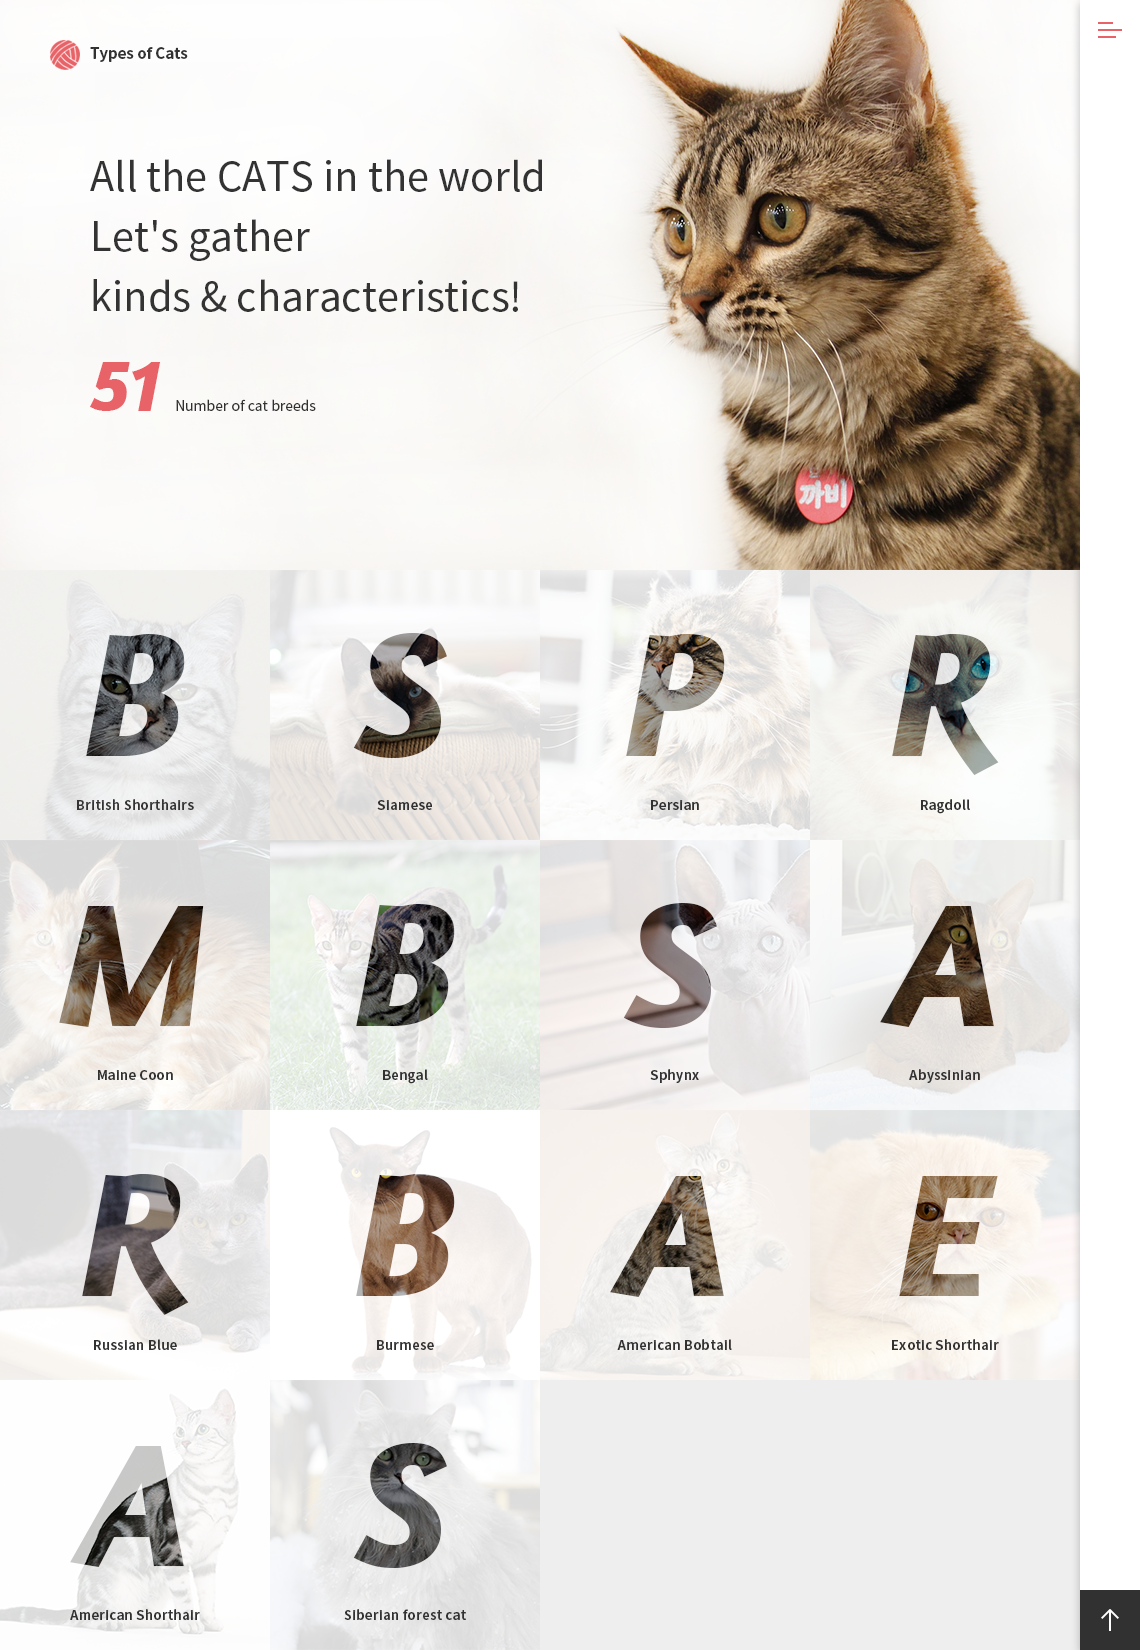 Types of Cats
All the CATS in the world
Let's gather
kinds & characteristics!
51 Number of cat breeds
까비
B
British Shorthairs
S
Siamese
P
Persian
R
Ragdoll
M
Maine Coon
B
Bengal
S
Sphynx
A
Abyssinian
R
Russian Blue
B
Burmese
A
American Bobtail
E
Exotic Shorthair
A
American Shorthair
S
Siberian forest cat